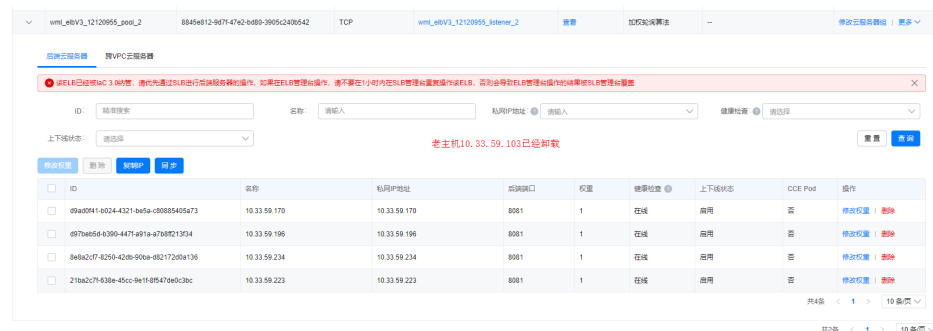 wml_elbV3_12120955_pool_2 8845e812-9d7f-47e2-bd80-3905c240b542 TCP wml_elbV3_12120955_listener_2 查看 加权轮询算法 -- 修改云服务器组 | 更多
后端云服务器 跨VPC云服务器
该ELB已经被IaC 3.0纳管，请优先通过SLB进行后端服务器的操作，如果在ELB管理台操作，请不要在1小时内在SLB管理台重复操作该ELB，否则会导致ELB管理台操作的结果被SLB管理台覆盖
ID: 精准搜索 名称: 请输入 私网IP地址: 请输入 健康检查: 请选择
上下线状态: 请选择 重置 查询
老主机10.33.59.103已经卸载
修改权重 删除 复制IP 同步
ID 名称 私网IP地址 后端端口 权重 健康检查 上下线状态 CCE Pod 操作
d9ad0f41-b024-4321-be5a-c80885405a73 10.33.59.170 10.33.59.170 8081 1 在线 启用 否 修改权重 | 删除
d97beb5d-b390-447f-a91a-a7b8ff213f34 10.33.59.196 10.33.59.196 8081 1 在线 启用 否 修改权重 | 删除
8e8a2cf7-8250-42db-90ba-d82172d0a136 10.33.59.234 10.33.59.234 8081 1 在线 启用 否 修改权重 | 删除
21ba2c7f-638e-45cc-9e1f-8f547de0c3bc 10.33.59.223 10.33.59.223 8081 1 在线 启用 否 修改权重 | 删除
共4条 < 1 > 10 条/页
共2条 < 1 > 10 条/页